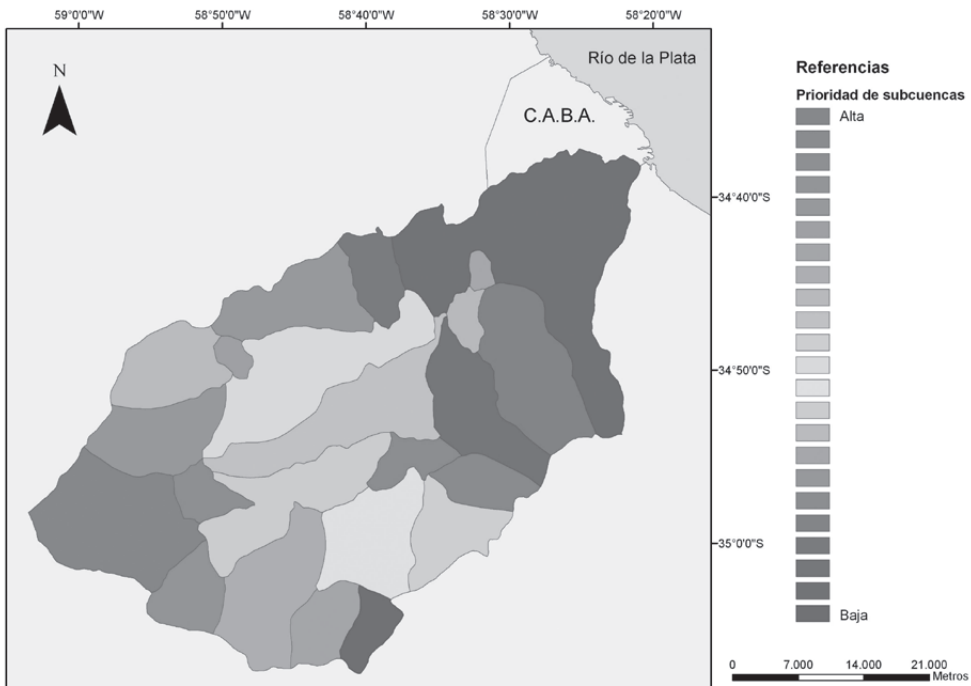 59°0'0"W 58°50'0"W 58°40'0"W 58°30'0"W 58°20'0"W
N
Río de la Plata
C.A.B.A.
34°40'0"S
34°50'0"S
35°0'0"S
Referencias
Prioridad de subcuencas
Alta
Baja
0 7.000 14.000 21.000
Metros